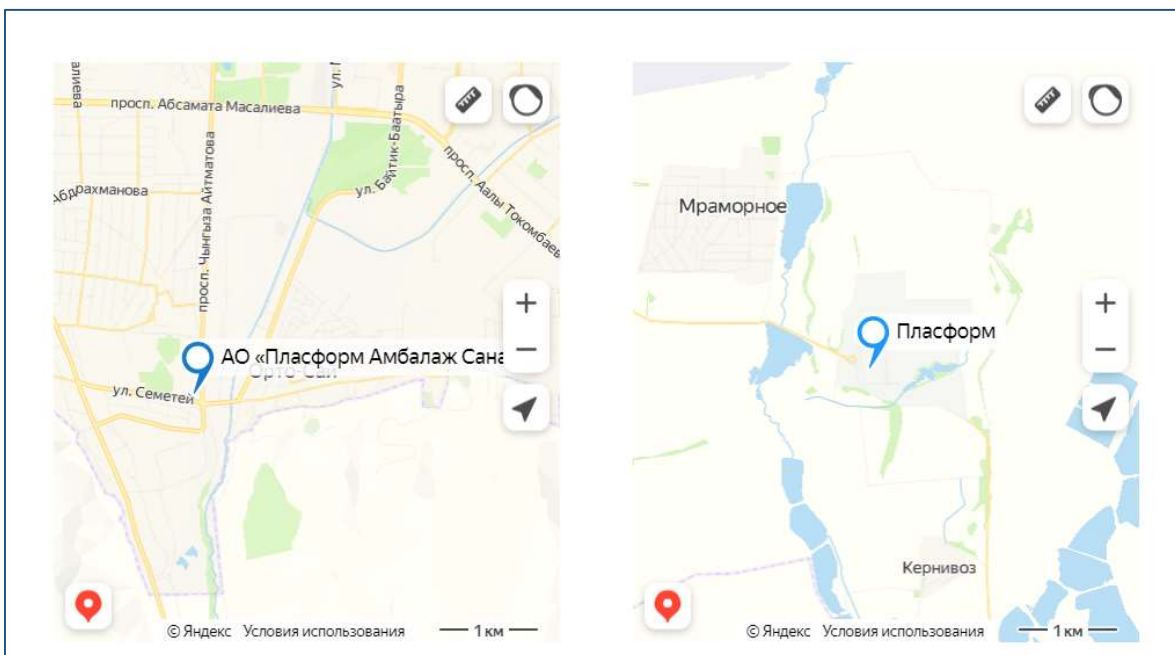 алиева
просп. Абсамата Масалиева
ул.
ул. Байтик-Баатыра
просп. Аалы Токомбаев
Абдрахманова
просп. Чынгыза Айтматова
АО «Пласформ Амбалаж Сана
Орто-Сай
ул. Семетей
© Яндекс Условия использования
1 км
Мраморное
Пласформ
Кернивоз
© Яндекс Условия использования
1 км